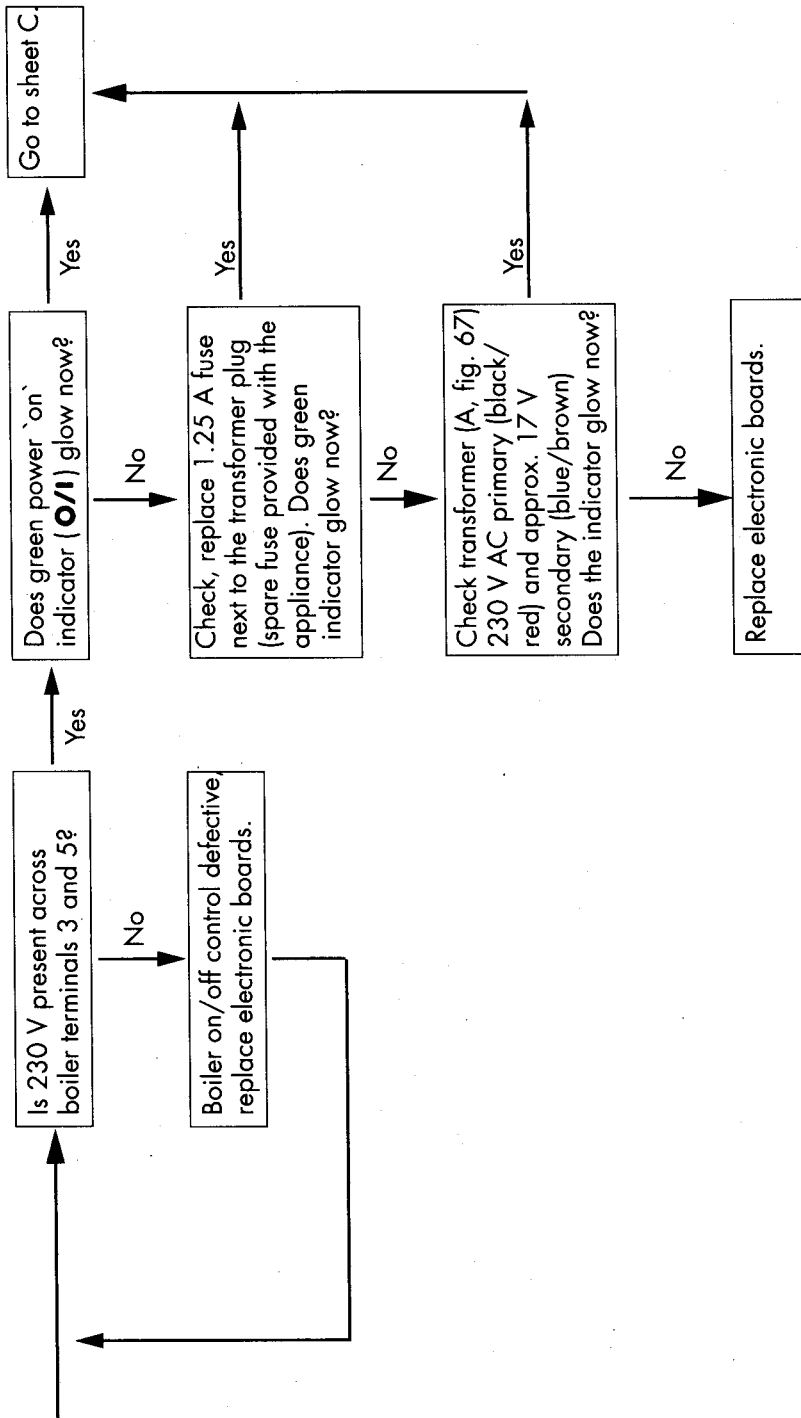 Is 230 V present across
boiler terminals 3 and 5?
Yes
No
Boiler on/off control defective,
replace electronic boards.
Does green power `on`
indicator (O/I) glow now?
Yes
Go to sheet C.
No
Check, replace 1.25 A fuse
next to the transformer plug
(spare fuse provided with the
appliance). Does green
indicator glow now?
Yes
No
Check transformer (A, fig. 67)
230 V AC primary (black/
red) and approx. 17 V
secondary (blue/brown)
Does the indicator glow now?
Yes
No
Replace electronic boards.